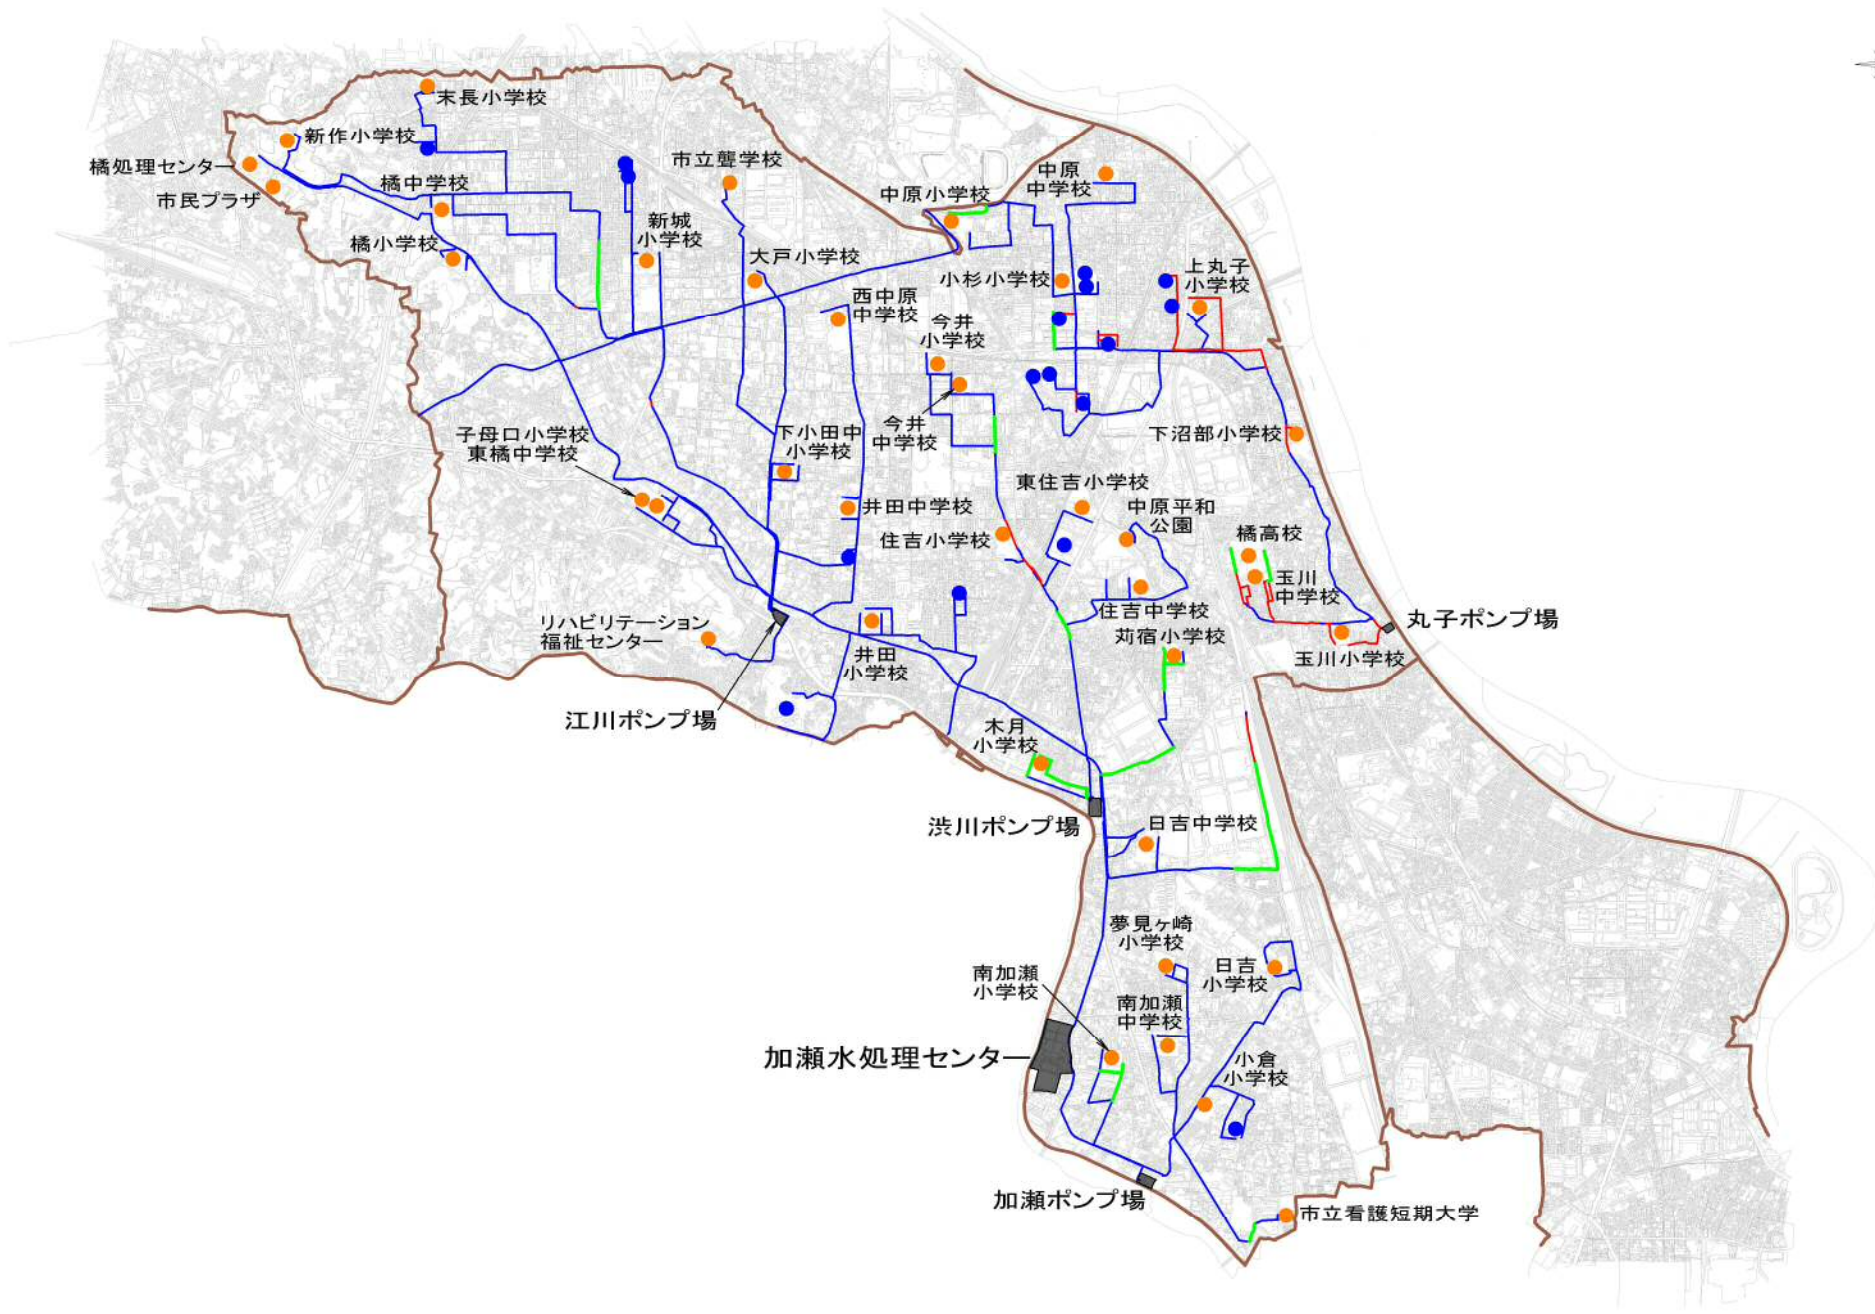 末長小学校
新作小学校
橘処理センター
市民プラザ
橘中学校
橘小学校
市立聾学校
新城
小学校
大戸小学校
中原小学校
中原
中学校
小杉小学校
上丸子
小学校
西中原
中学校
今井
小学校
今井
中学校
下沼部小学校
子母口小学校
東橘中学校
下小田中
小学校
井田中学校
住吉小学校
東住吉小学校
中原平和
公園
橘高校
玉川
中学校
住吉中学校
苅宿小学校
丸子ポンプ場
玉川小学校
リハビリテーション
福祉センター
井田
小学校
江川ポンプ場
木月
小学校
渋川ポンプ場
日吉中学校
夢見ヶ崎
小学校
日吉
小学校
南加瀬
小学校
南加瀬
中学校
加瀬水処理センター
小倉
小学校
加瀬ポンプ場
市立看護短期大学